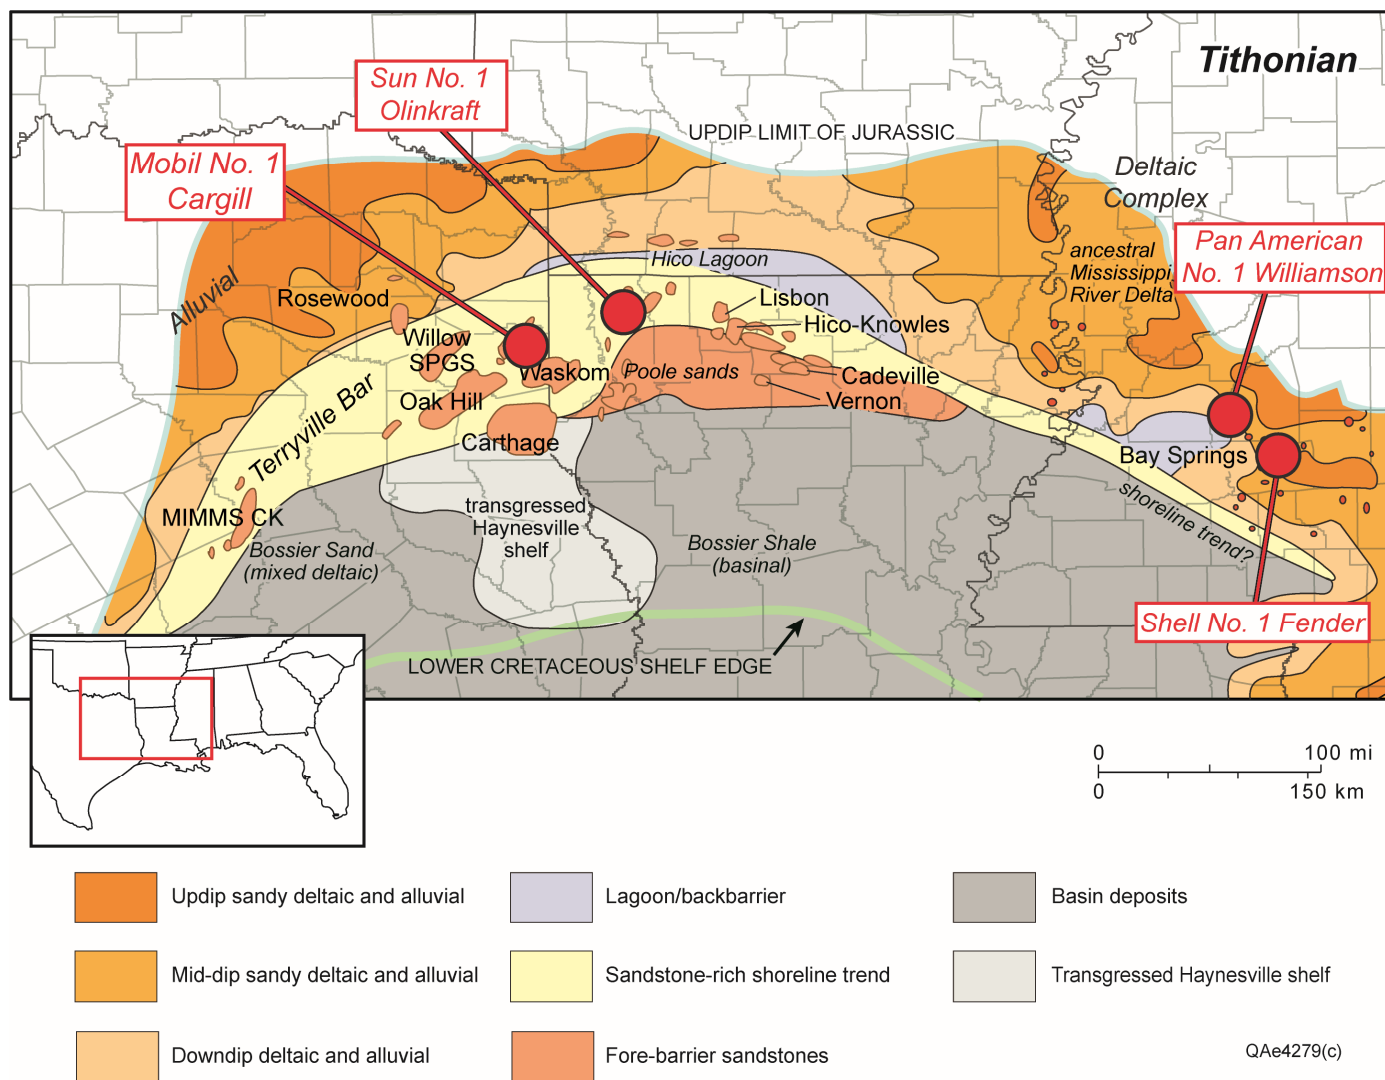 Tithonian
Sun No. 1
Olinkraft
UPDIP LIMIT OF JURASSIC
Mobil No. 1
Cargill
Deltaic
Complex
Pan American
No. 1 Williamson
ancestral
Mississippi
River Delta
Hico Lagoon
Alluvial
Rosewood
Lisbon
Hico-Knowles
Willow
SPGS
Waskom
Poole sands
Cadeville
Vernon
Oak Hill
Terryville Bar
Carthage
Bay Springs
shoreline trend?
MIMMS CK
transgressed
Haynesville
shelf
Bossier Sand
(mixed deltaic)
Bossier Shale
(basinal)
Shell No. 1 Fender
LOWER CRETACEOUS SHELF EDGE
0 100 mi
0 150 km
Updip sandy deltaic and alluvial
Lagoon/backbarrier
Basin deposits
Mid-dip sandy deltaic and alluvial
Sandstone-rich shoreline trend
Transgressed Haynesville shelf
Downdip deltaic and alluvial
Fore-barrier sandstones
QAe4279(c)